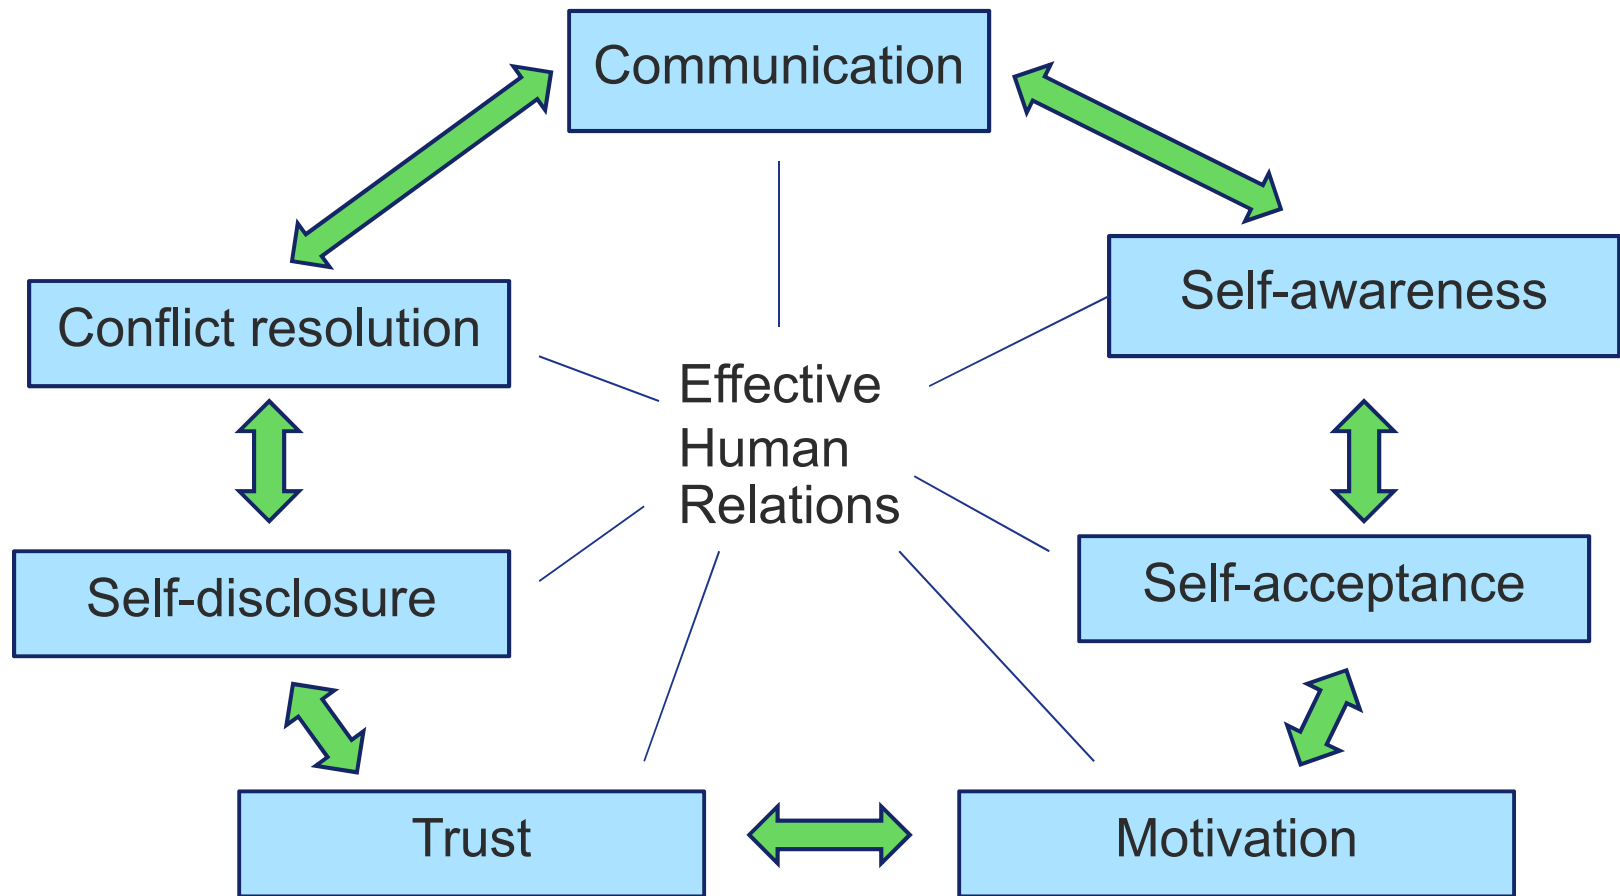 Communication
Self-awareness
Conflict resolution
Effective
Human
Relations
Self-acceptance
Self-disclosure
Trust
Motivation